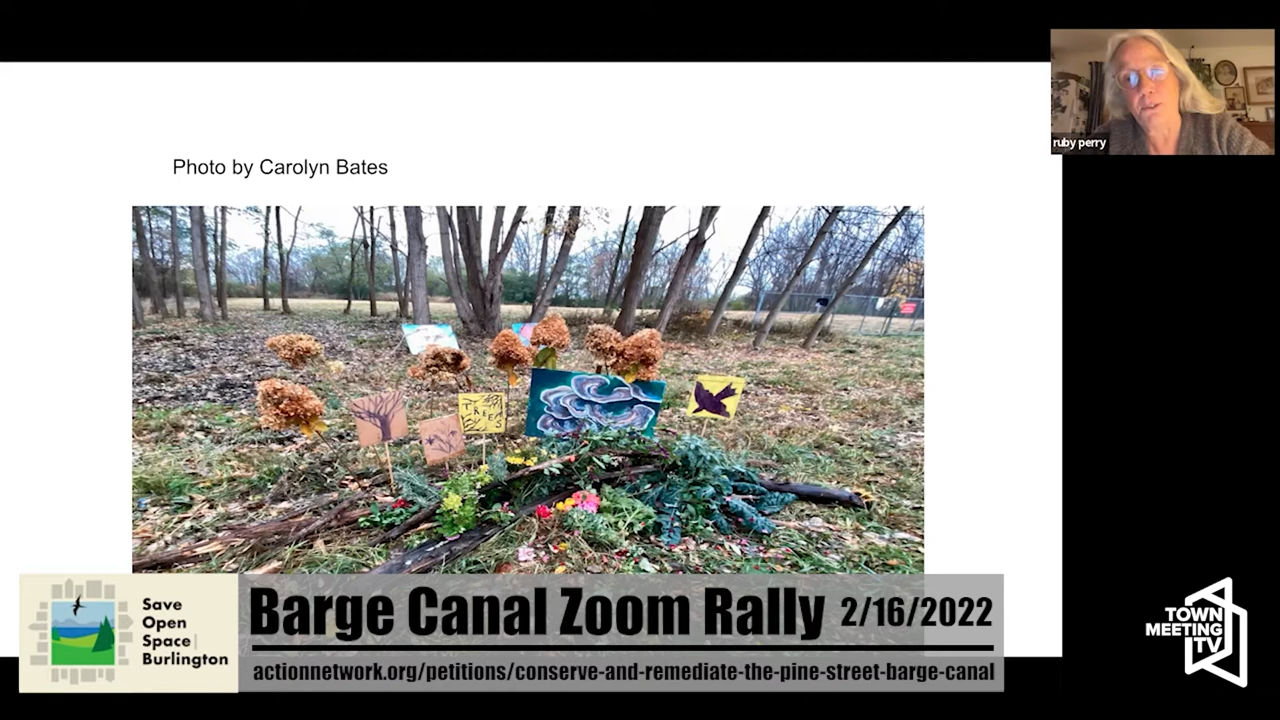 Photo by Carolyn Bates
ruby perry
TREES
Save
Open
Space
Burlington
Barge Canal Zoom Rally 2/16/2022
actionnetwork.org/petitions/conserve-and-remediate-the-pine-street-barge-canal
TOWN
MEETING
TV